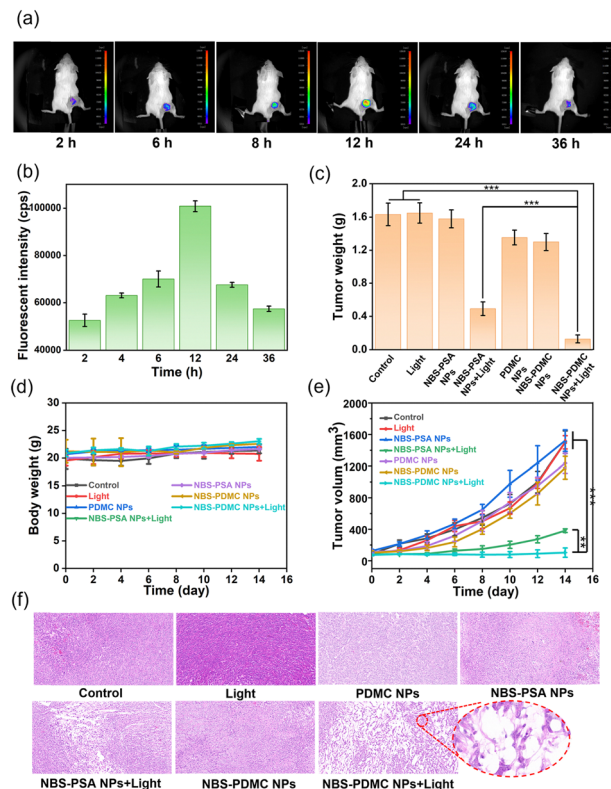 (a)
2 h 6 h 8 h 12 h 24 h 36 h
(b)
Fluorescent intensity (cps)
100000
80000
60000
40000
2 4 6 12 24 36
Time (h)
(c)
Tumor weight (g)
2.0
1.6
1.2
0.8
0.4
0.0
***
***
Control
Light
NBS-PSA NPs
NBS-PSA NPs+Light
PDMC NPs
NBS-PDMC NPs
NBS-PDMC NPs+Light
(d)
Body weight (g)
40
35
30
25
20
15
10
5
0
Control
Light
PDMC NPs
NBS-PSA NPs+Light
NBS-PSA NPs
NBS-PDMC NPs
NBS-PDMC NPs+Light
0 2 4 6 8 10 12 14 16
Time (day)
(e)
Tumor volume (mm3)
1800
1600
1200
800
400
0
Control
Light
NBS-PSA NPs
NBS-PSA NPs+Light
PDMC NPs
NBS-PDMC NPs
NBS-PDMC NPs+Light
***
**
0 2 4 6 8 10 12 14 16
Time (day)
(f)
Control Light PDMC NPs NBS-PSA NPs
NBS-PSA NPs+Light NBS-PDMC NPs NBS-PDMC NPs+Light